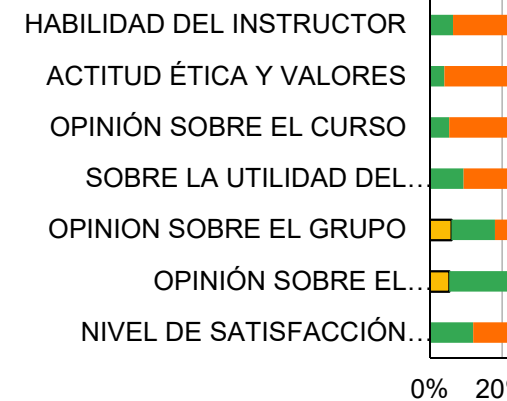 HABILIDAD DEL INSTRUCTOR
ACTITUD ÉTICA Y VALORES
OPINIÓN SOBRE EL CURSO
SOBRE LA UTILIDAD DEL…
OPINION SOBRE EL GRUPO
OPINIÓN SOBRE EL…
NIVEL DE SATISFACCIÓN…
0% 20